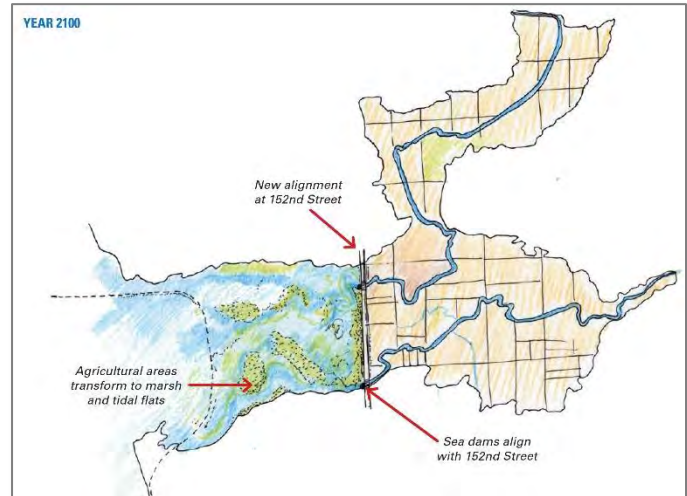 YEAR 2100
New alignment
at 152nd Street
Agricultural areas
transform to marsh
and tidal flats
Sea dams align
with 152nd Street